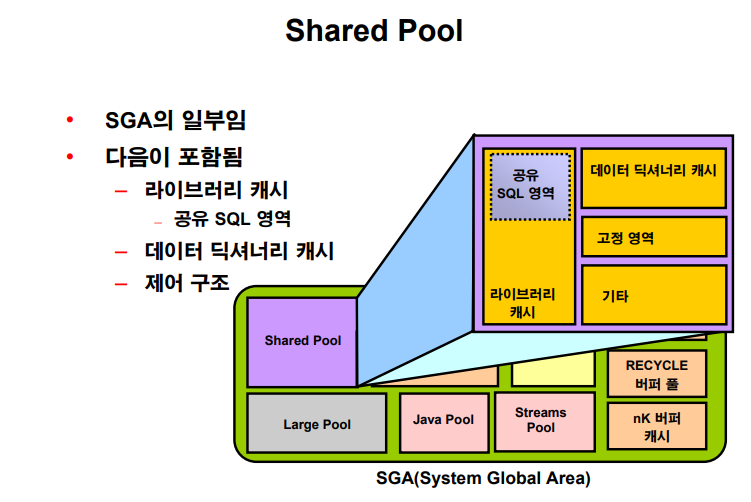 Shared Pool
• SGA의 일부임
• 다음이 포함됨
– 라이브러리 캐시
– 공유 SQL 영역
– 데이터 딕셔너리 캐시
– 제어 구조
공유
SQL 영역
라이브러리
캐시
데이터 딕셔너리 캐시
고정 영역
기타
Shared Pool
RECYCLE
버퍼 풀
Large Pool
Java Pool
Streams
Pool
nK 버퍼
캐시
SGA(System Global Area)